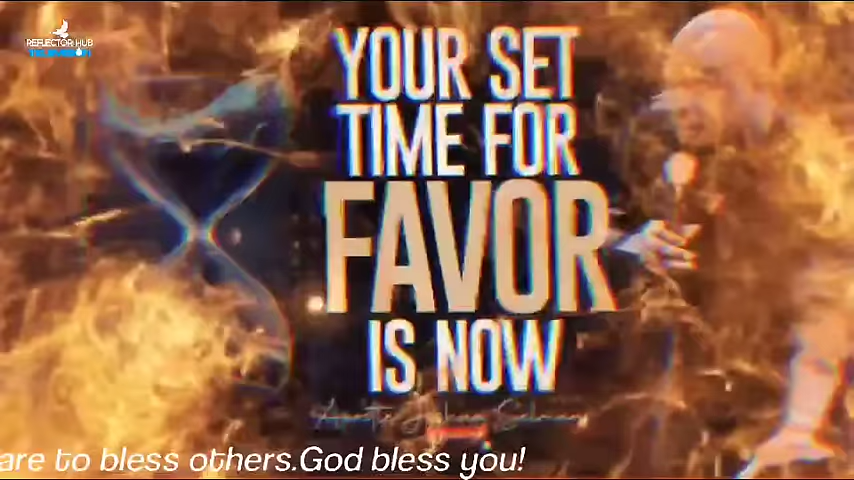 REFLECTOR HUB
YOUR SET
TIME FOR
FAVOR
IS NOW
are to bless others.God bless you!